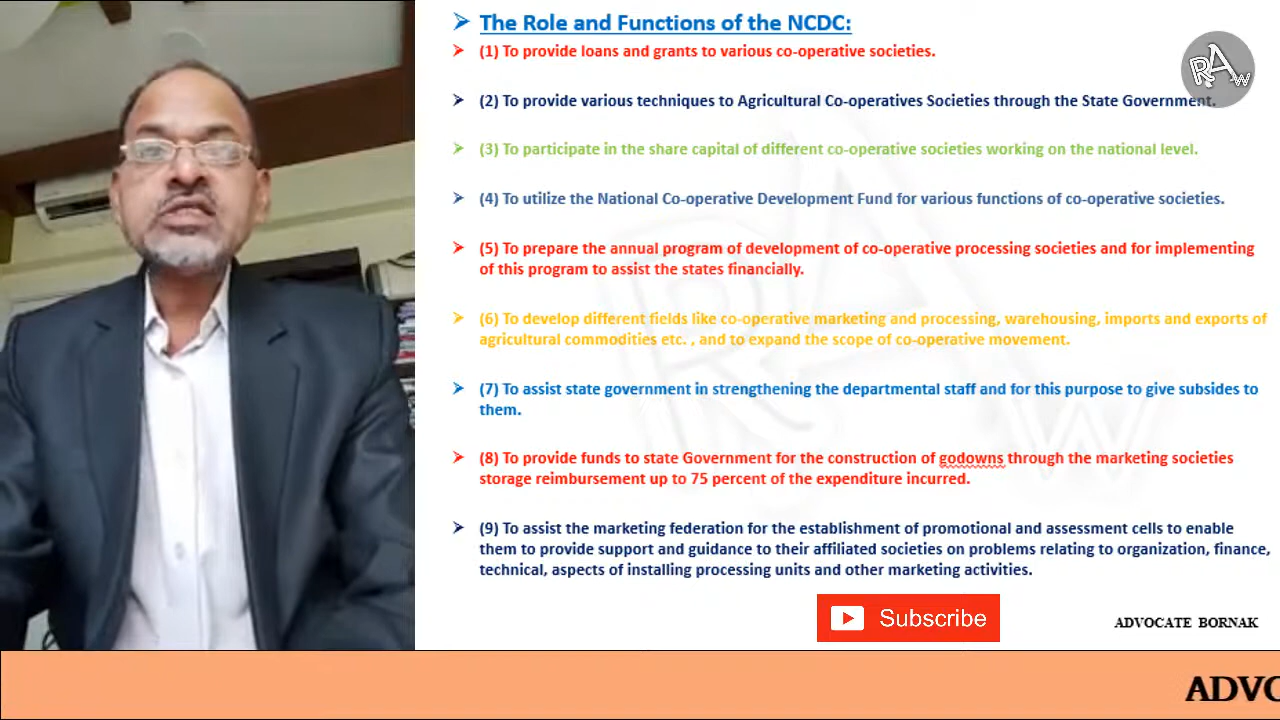 The Role and Functions of the NCDC:
(1) To provide loans and grants to various co-operative societies.
(2) To provide various techniques to Agricultural Co-operatives Societies through the State Government.
(3) To participate in the share capital of different co-operative societies working on the national level.
(4) To utilize the National Co-operative Development Fund for various functions of co-operative societies.
(5) To prepare the annual program of development of co-operative processing societies and for implementing
of this program to assist the states financially.
(6) To develop different fields like co-operative marketing and processing, warehousing, imports and exports of
agricultural commodities etc. , and to expand the scope of co-operative movement.
(7) To assist state government in strengthening the departmental staff and for this purpose to give subsides to
them.
(8) To provide funds to state Government for the construction of godowns through the marketing societies
storage reimbursement up to 75 percent of the expenditure incurred.
(9) To assist the marketing federation for the establishment of promotional and assessment cells to enable
them to provide support and guidance to their affiliated societies on problems relating to organization, finance,
technical, aspects of installing processing units and other marketing activities.
RAW
Subscribe
ADVOCATE BORNAK
ADVO